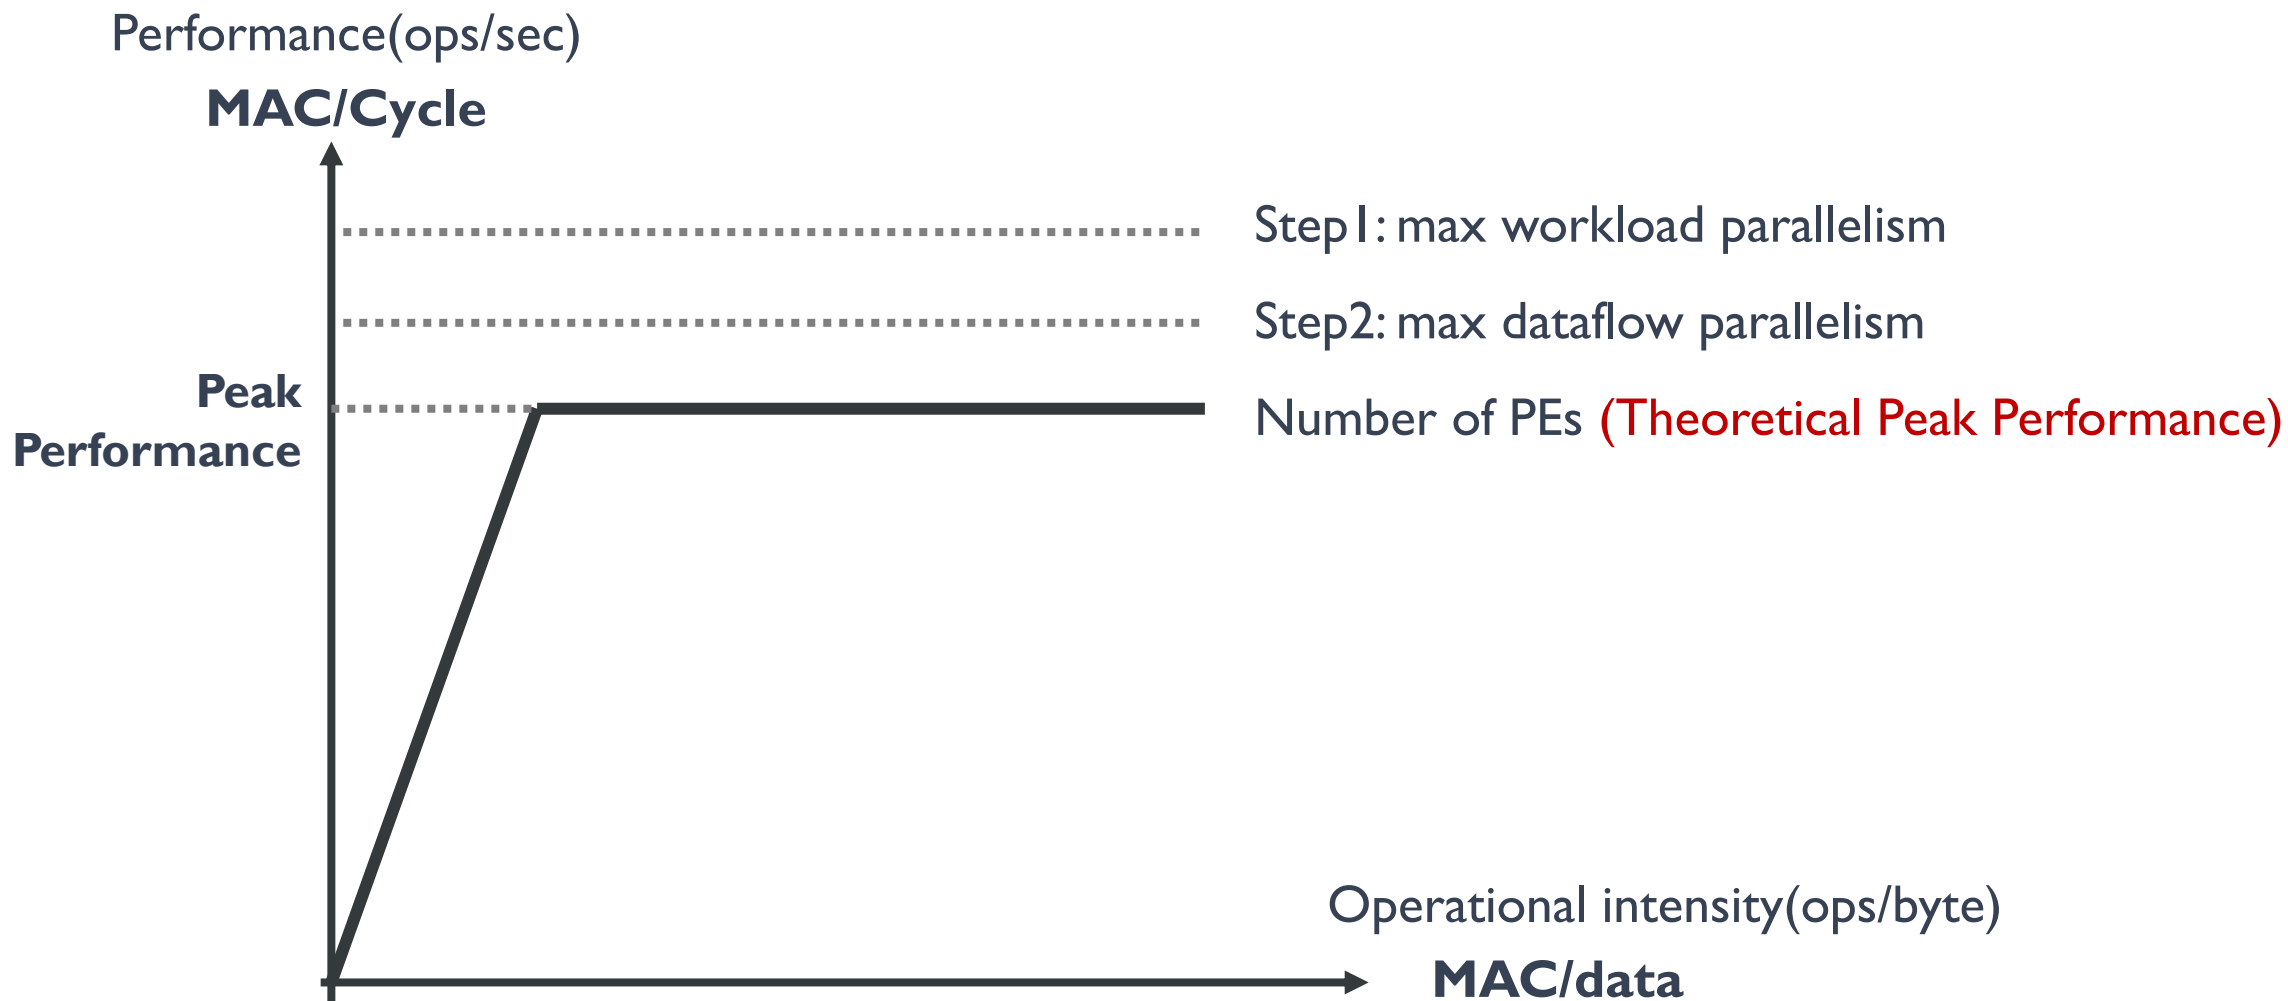 Performance(ops/sec)
MAC/Cycle
Step1: max workload parallelism
Step2: max dataflow parallelism
Peak
Performance
Number of PEs (Theoretical Peak Performance)
Operational intensity(ops/byte)
MAC/data